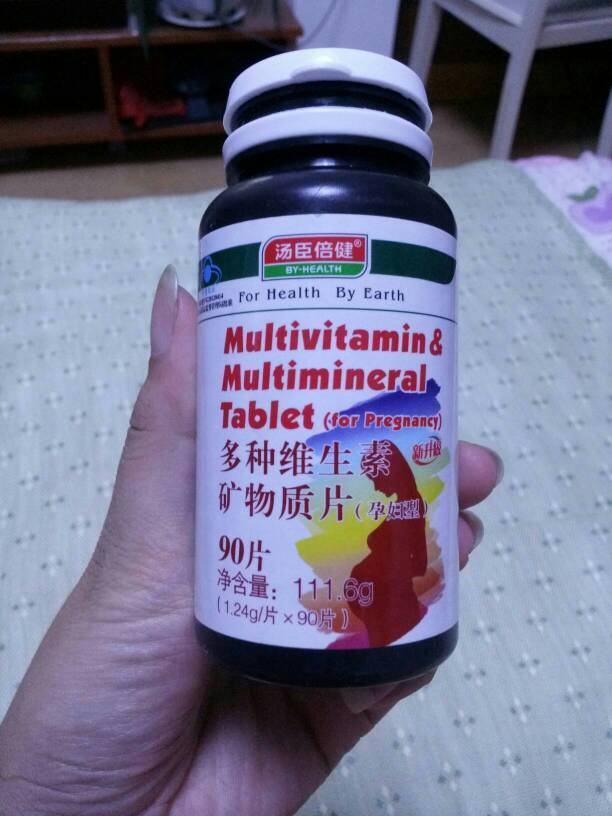 汤臣倍健®
BY-HEALTH
For Health By Earth
Multivitamin &
Multimineral
Tablet (for Pregnancy)
多种维生素
新升级
矿物质片(孕妇型)
90片
净含量：111.6g
(1.24g/片×90片)